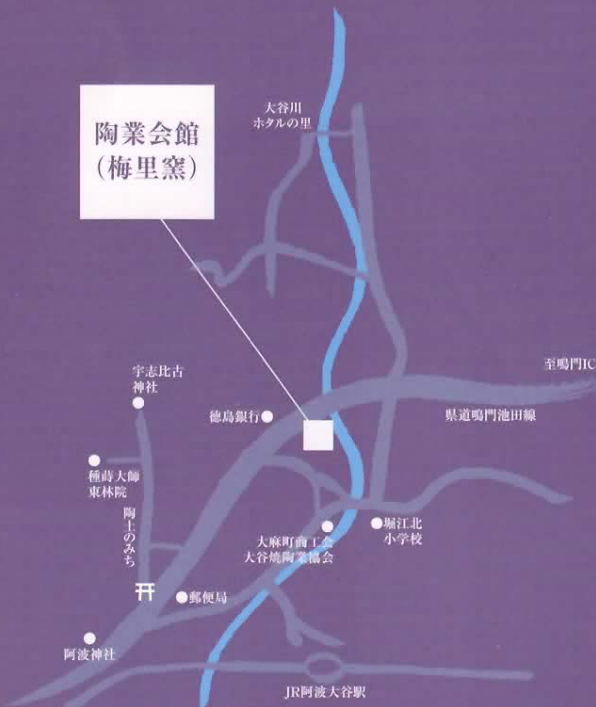 大谷川
ホタルの里
陶業会館
（梅里窯）
至鳴門IC
宇志比古
神社
徳島銀行
県道鳴門池田線
種蒔大師
東林院
陶土のみち
堀江北
小学校
大麻町商工会
大谷焼陶業協会
郵便局
阿波神社
JR阿波大谷駅